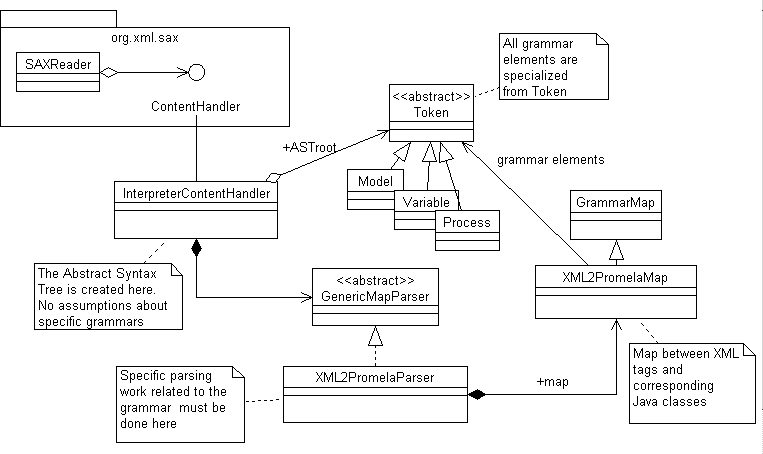 org.xml.sax
SAXReader
ContentHandler
All grammar
elements are
specialized
from Token
<<abstract>>
Token
+ASTroot
grammar elements
Model
Variable
Process
InterpreterContentHandler
GrammarMap
The Abstract Syntax
Tree is created here.
No assumptions about
specific grammars
<<abstract>>
GenericMapParser
XML2PromelaMap
Specific parsing
work related to the
grammar must be
done here
XML2PromelaParser
+map
Map between XML
tags and
corresponding
Java classes